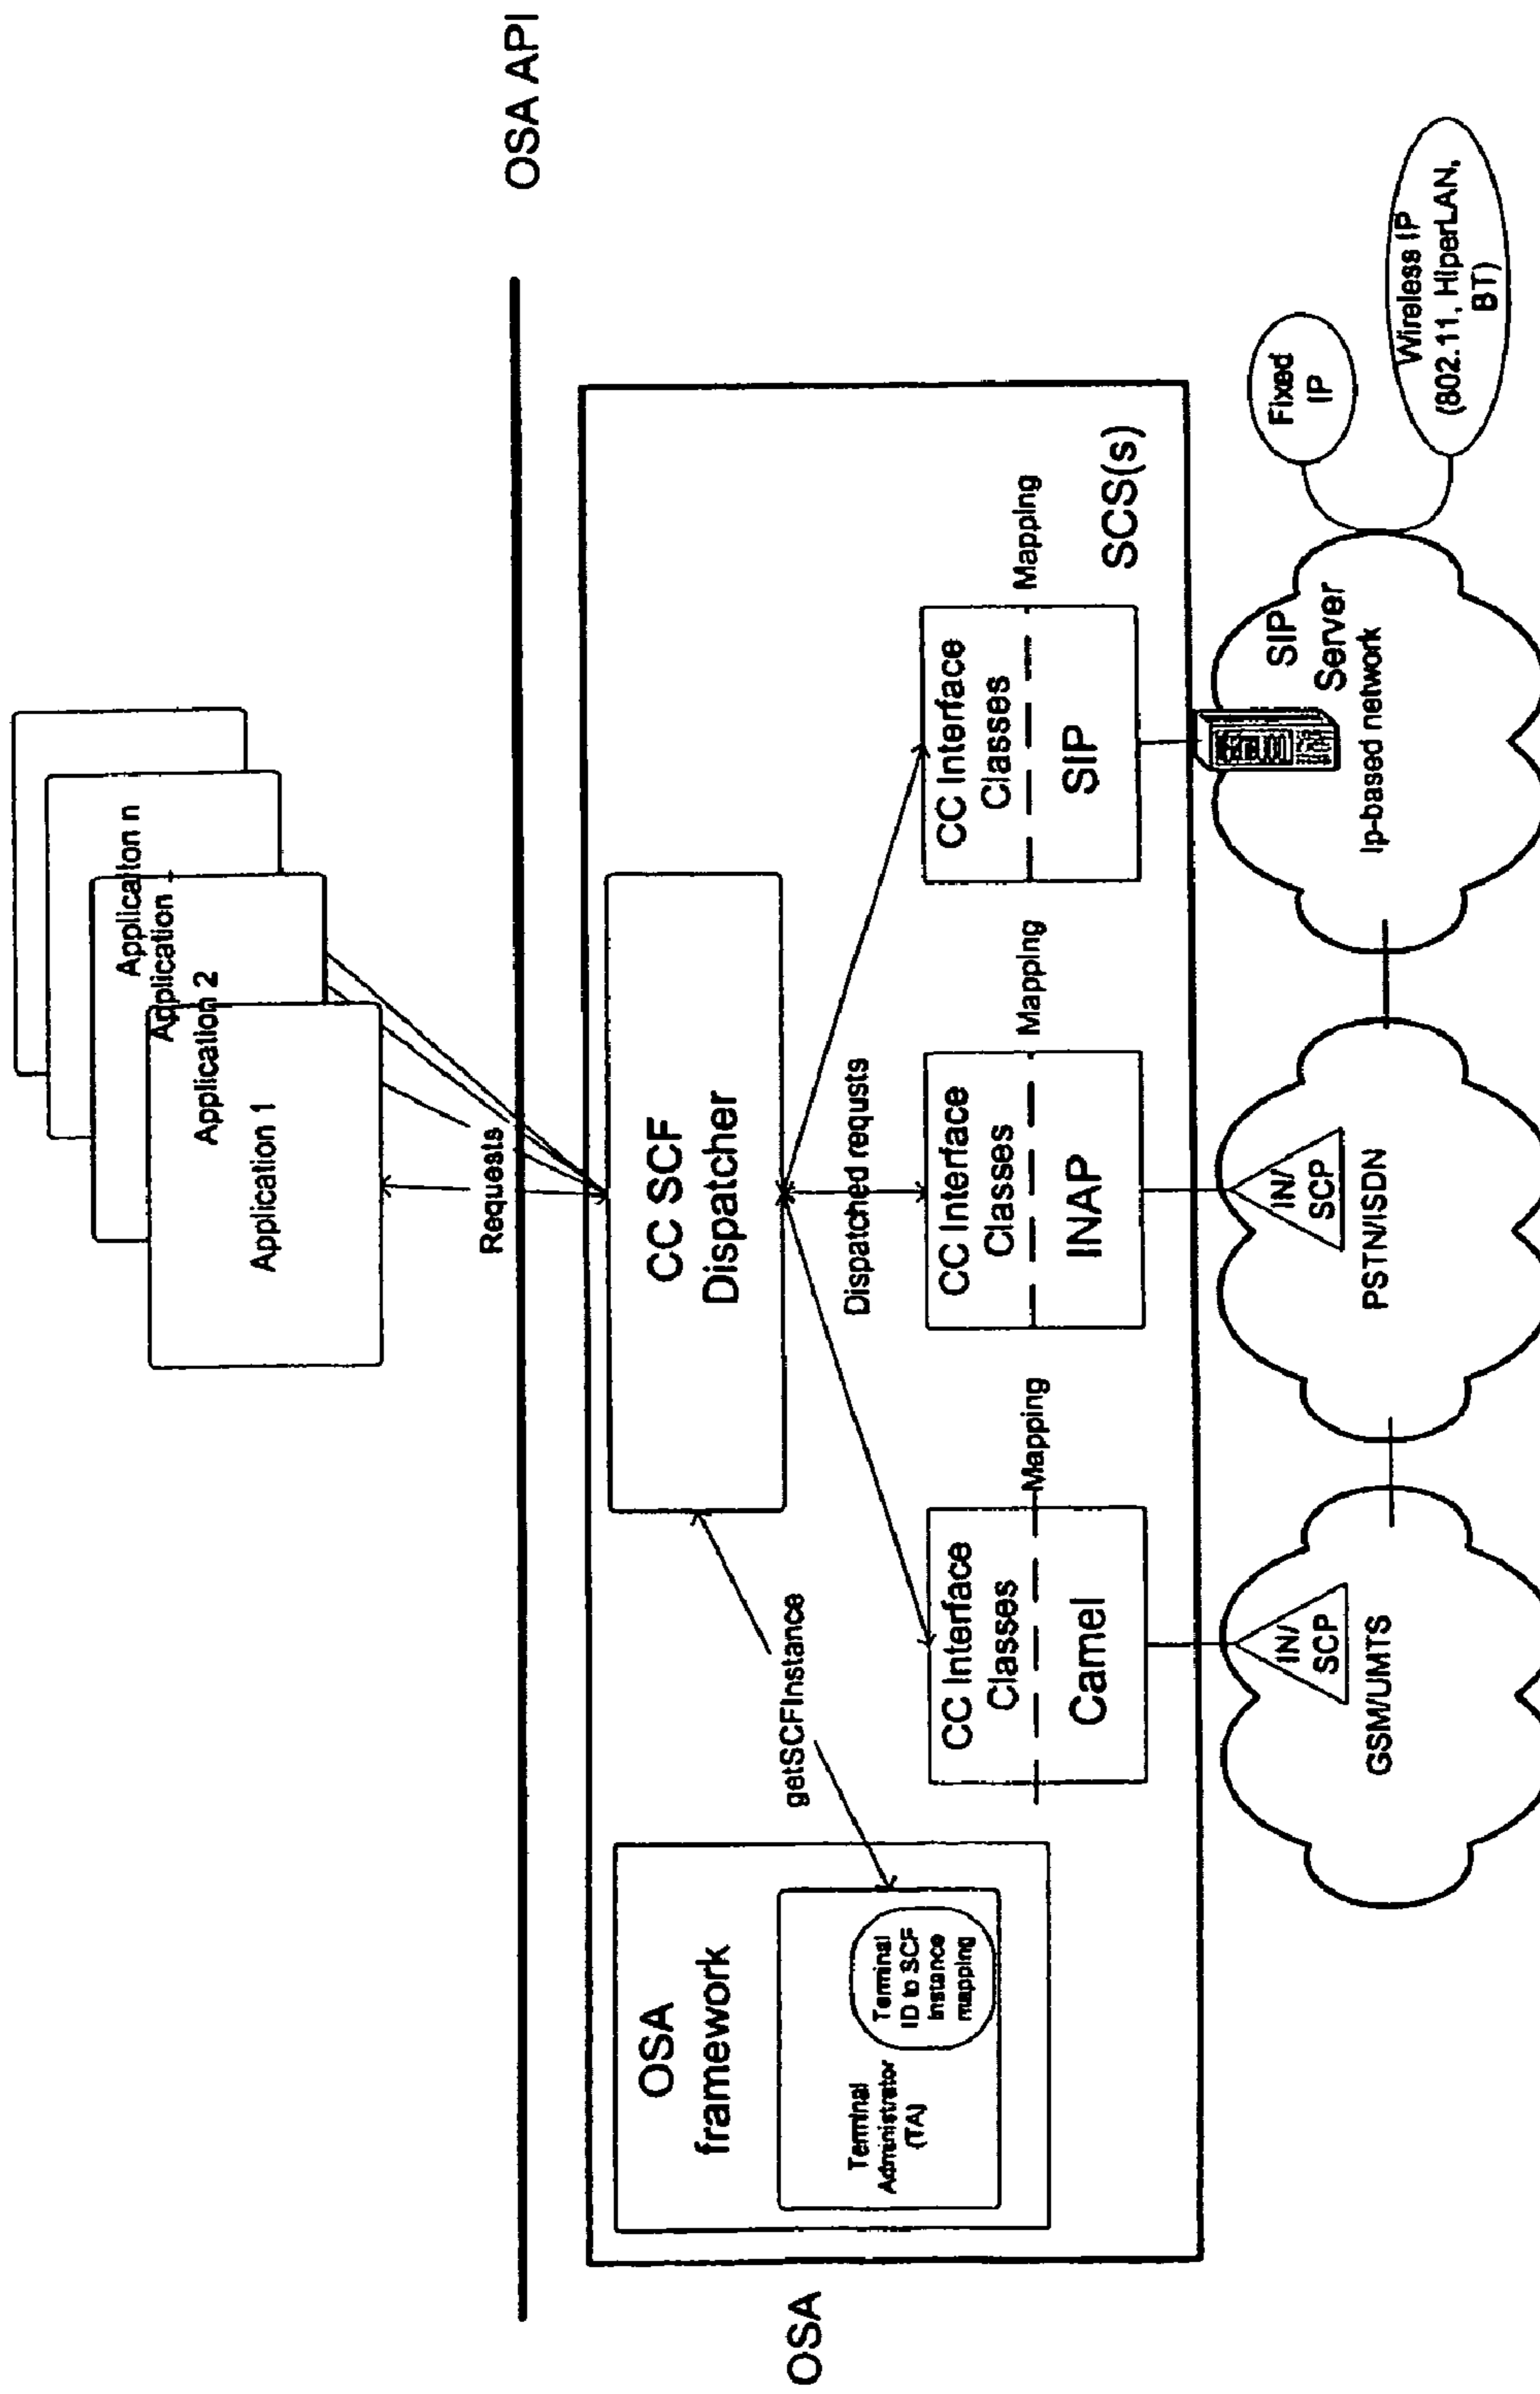 Applicaiton n
Application
Application 2
Application 1
Requests
OSA API
OSA
OSA
framework
Terminal
Administrator
(TA)
Terminal
ID to SCF
instance
mapping
getSCFInstance
CC SCF
Dispatcher
Dispatched requsts
CC Interface
Classes
Camel
Mapping
CC Interface
Classes
INAP
Mapping
CC Interface
Classes
SIP
Mapping
SCS(s)
IN/
SCP
GSM/UMTS
IN/
SCP
PSTN/ISDN
SIP
Server
Ip-based network
Fixed
IP
Wireless IP
(802.11, HiperLAN,
BT)